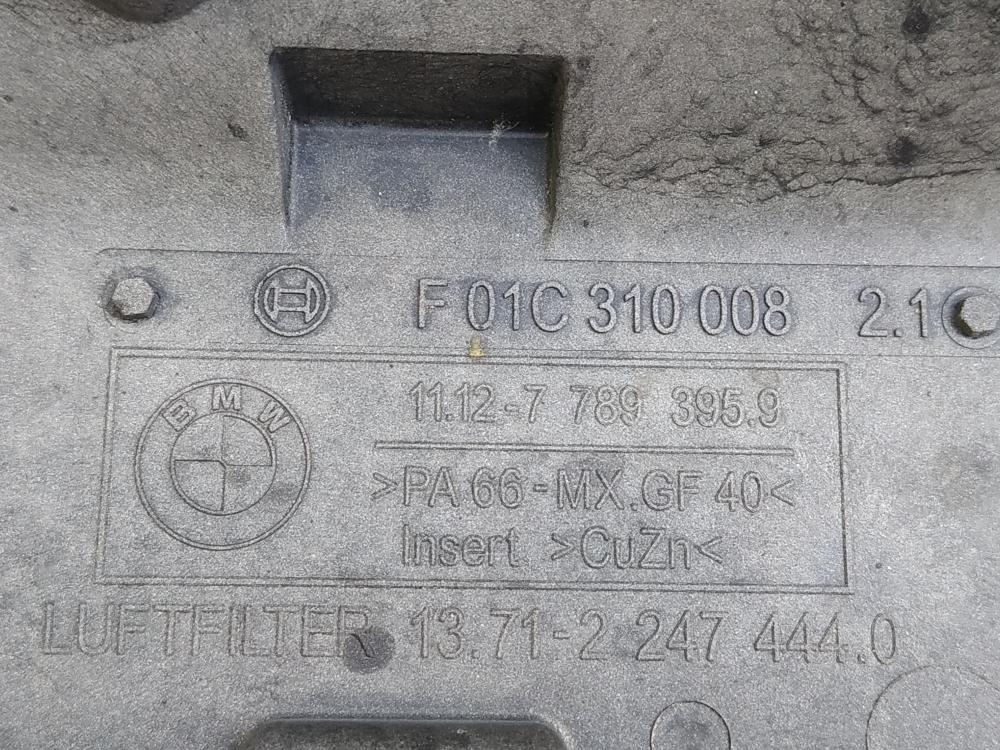 F 01C 310 008 2.1
BMW
11.12-7 789 395.9
>PA 66-MX.GF 40<
Insert >CuZn<
LUFTFILTER 13.71-2 247 444.0